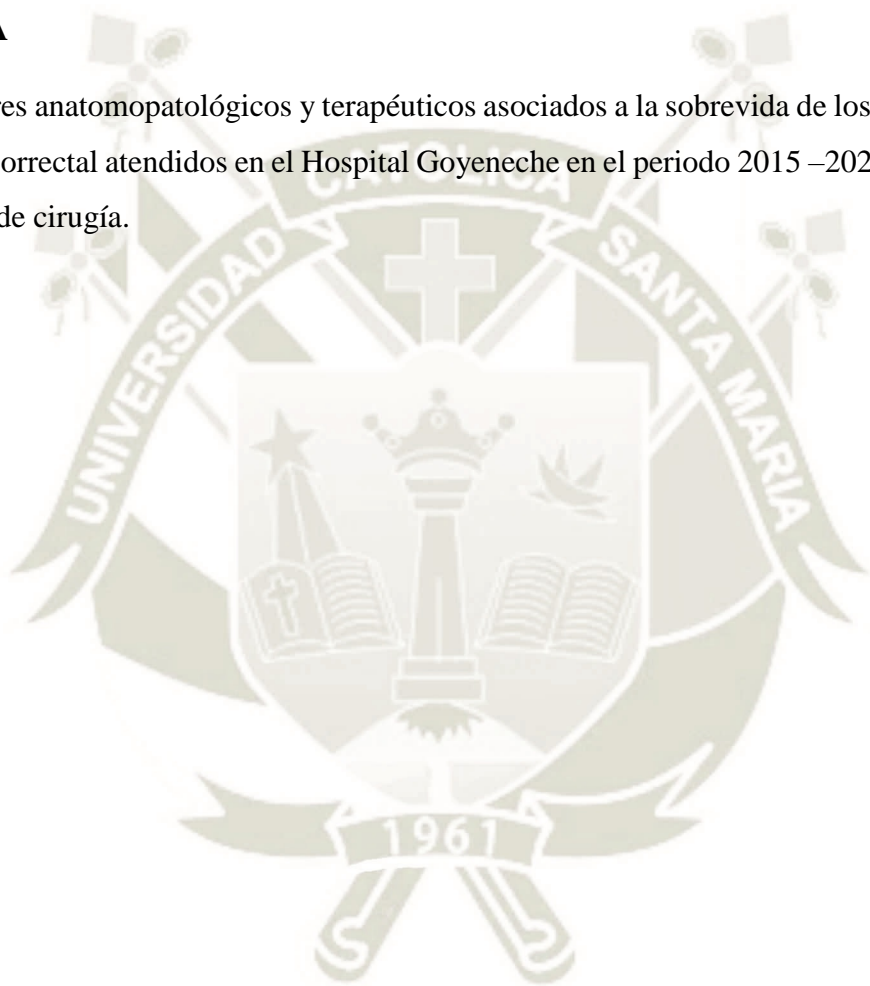 A
res anatomopatológicos y terapéuticos asociados a la sobrevida de los
orrectal atendidos en el Hospital Goyeneche en el periodo 2015 –202
de cirugía.
UNIVERSIDAD CATOLICA SANTA MARIA
1961